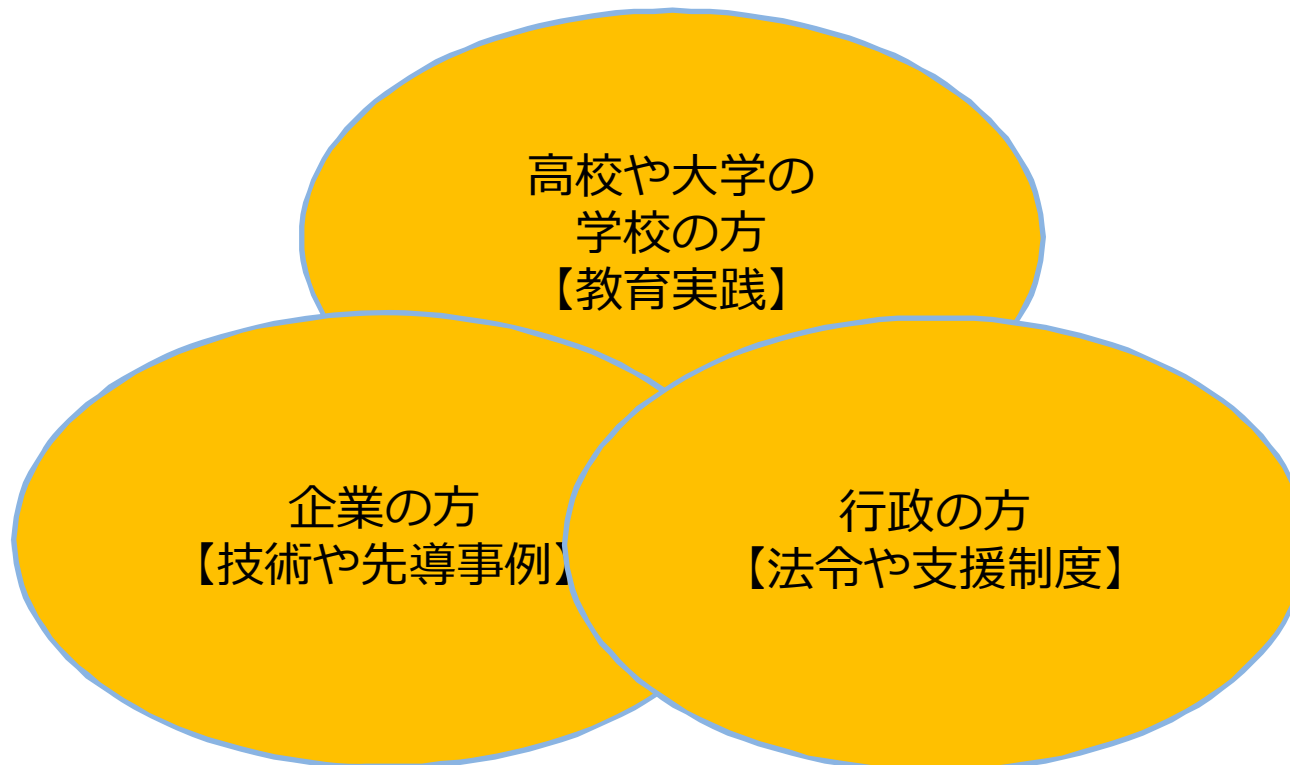 高校や大学の
学校の方
【教育実践】
企業の方
【技術や先導事例】
行政の方
【法令や支援制度】